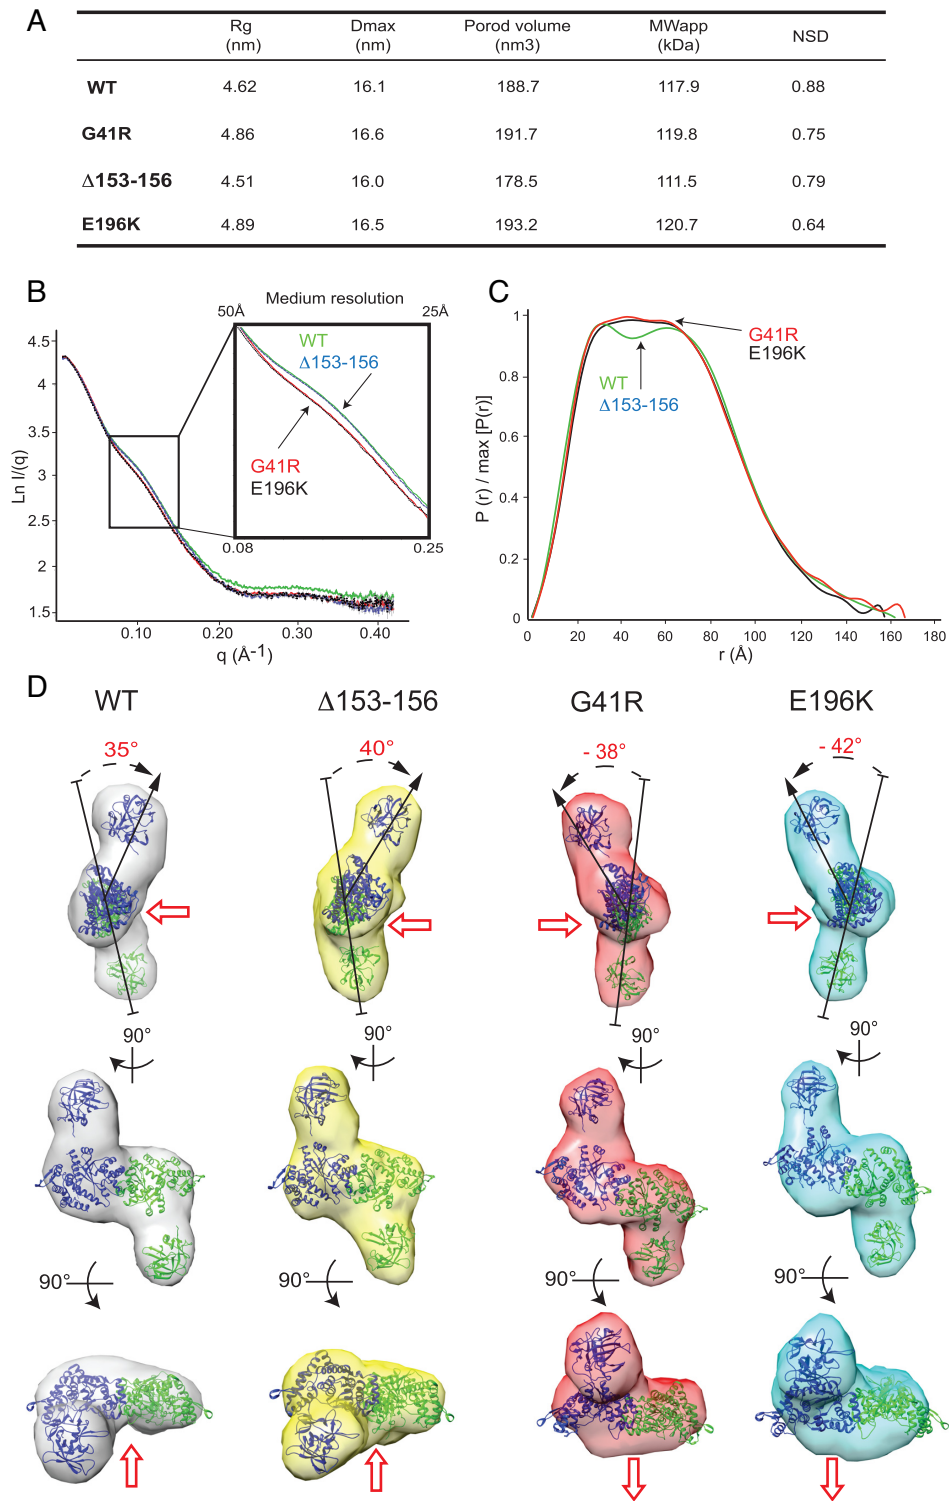 A
Rg (nm) Dmax (nm) Porod volume (nm3) MWapp (kDa) NSD
WT 4.62 16.1 188.7 117.9 0.88
G41R 4.86 16.6 191.7 119.8 0.75
Δ153-156 4.51 16.0 178.5 111.5 0.79
E196K 4.89 16.5 193.2 120.7 0.64
B
Medium resolution
50Å 25Å
WT
Δ153-156
G41R
E196K
0.08 0.25
Ln I/(q)
4.5
4
3.5
3
2.5
2
1.5
0.10 0.20 0.30 0.40
q (Å-1)
C
P (r) / max [P(r)]
1
0.8
0.6
0.4
0.2
0
G41R
E196K
WT
Δ153-156
0 20 40 60 80 100 120 140 160 180
r (Å)
D
WT Δ153-156 G41R E196K
35° 40° - 38° - 42°
90° 90° 90° 90°
90° 90° 90° 90°